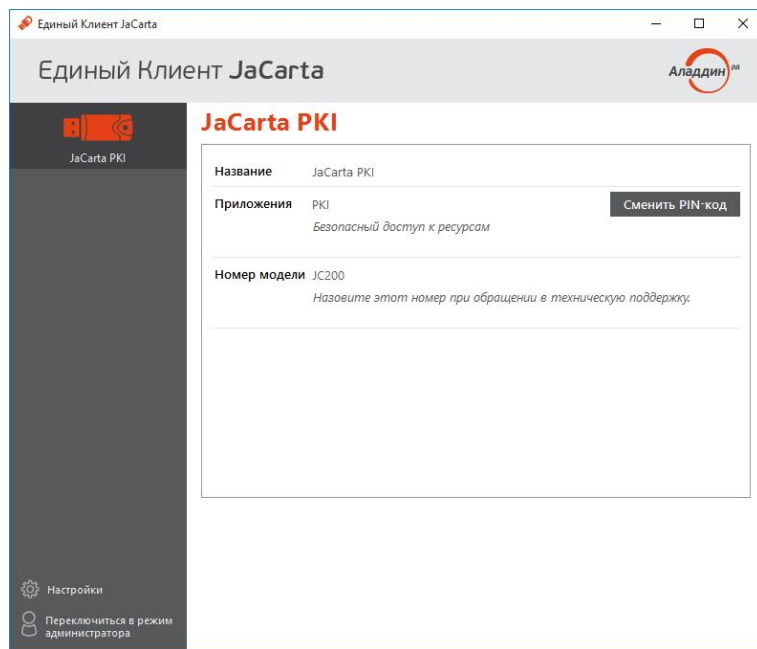 Единый Клиент JaCarta
Единый Клиент JaCarta
Аладдин
JaCarta PKI
JaCarta PKI
Название JaCarta PKI
Приложения PKI Сменить PIN-код
Безопасный доступ к ресурсам
Номер модели JC200
Назовите этот номер при обращении в техническую поддержку.
Настройки
Переключиться в режим
администратора